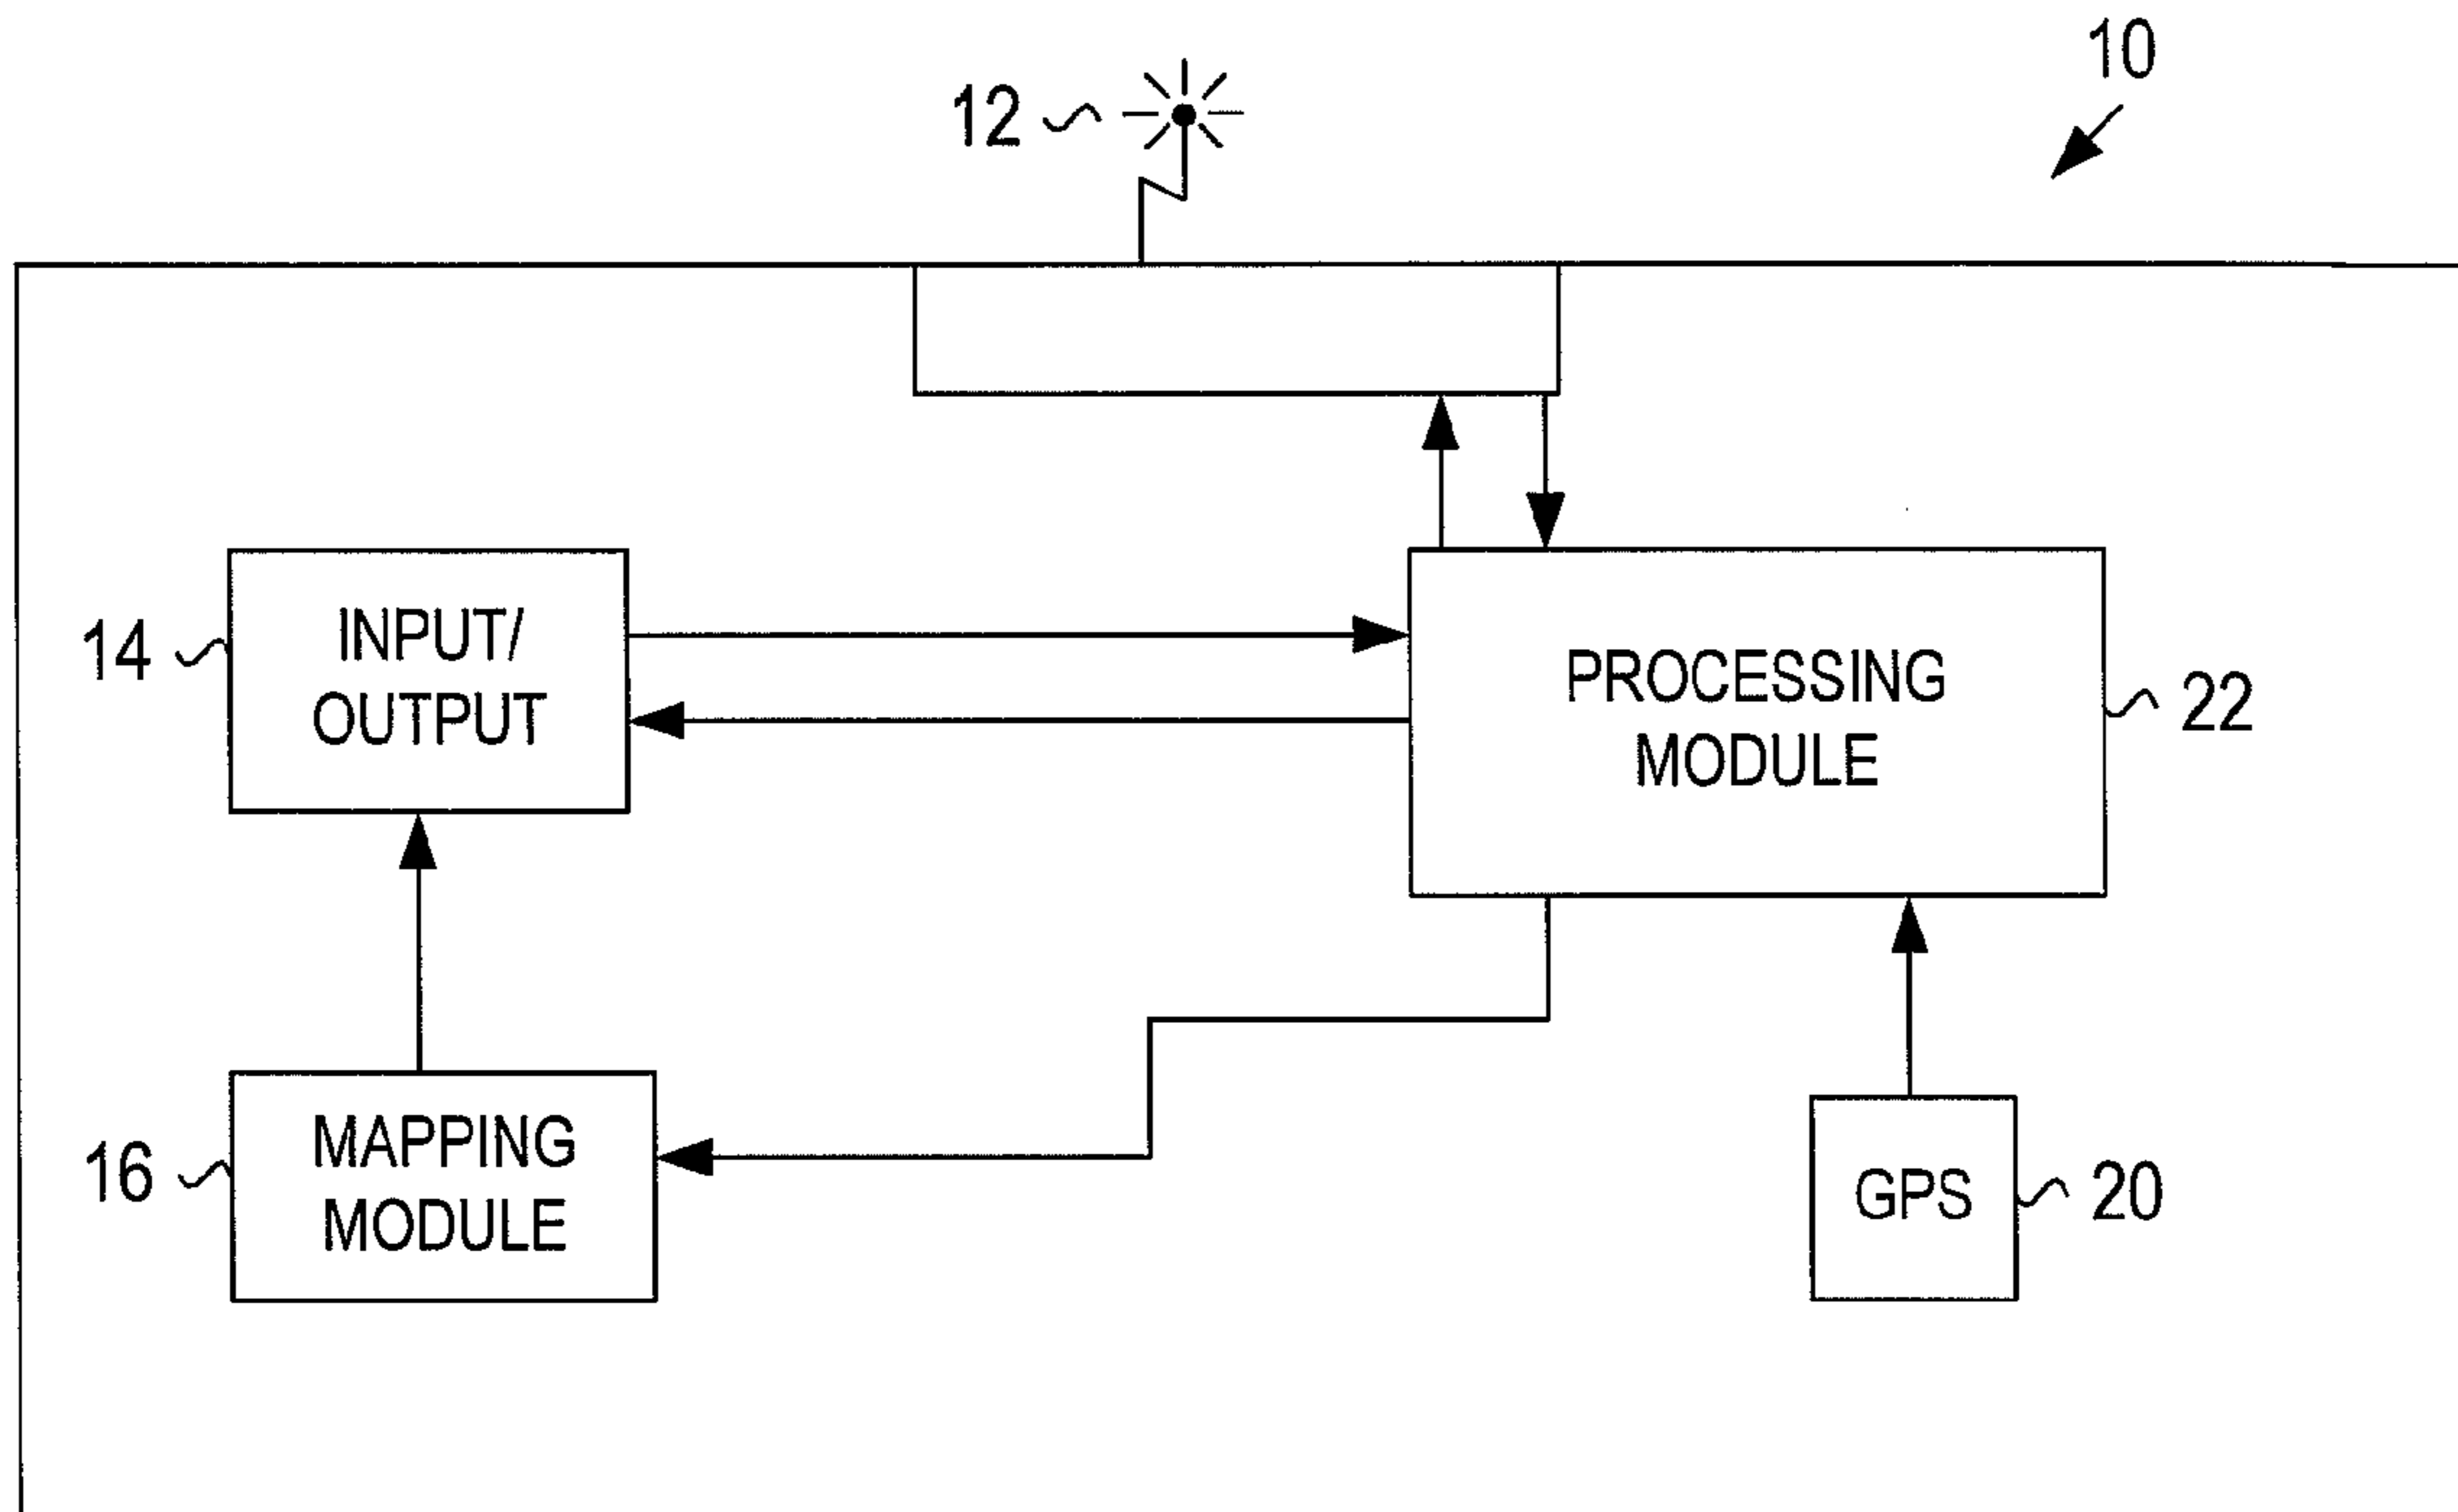 10
12
14
INPUT/
OUTPUT
PROCESSING
MODULE
22
16
MAPPING
MODULE
GPS
20